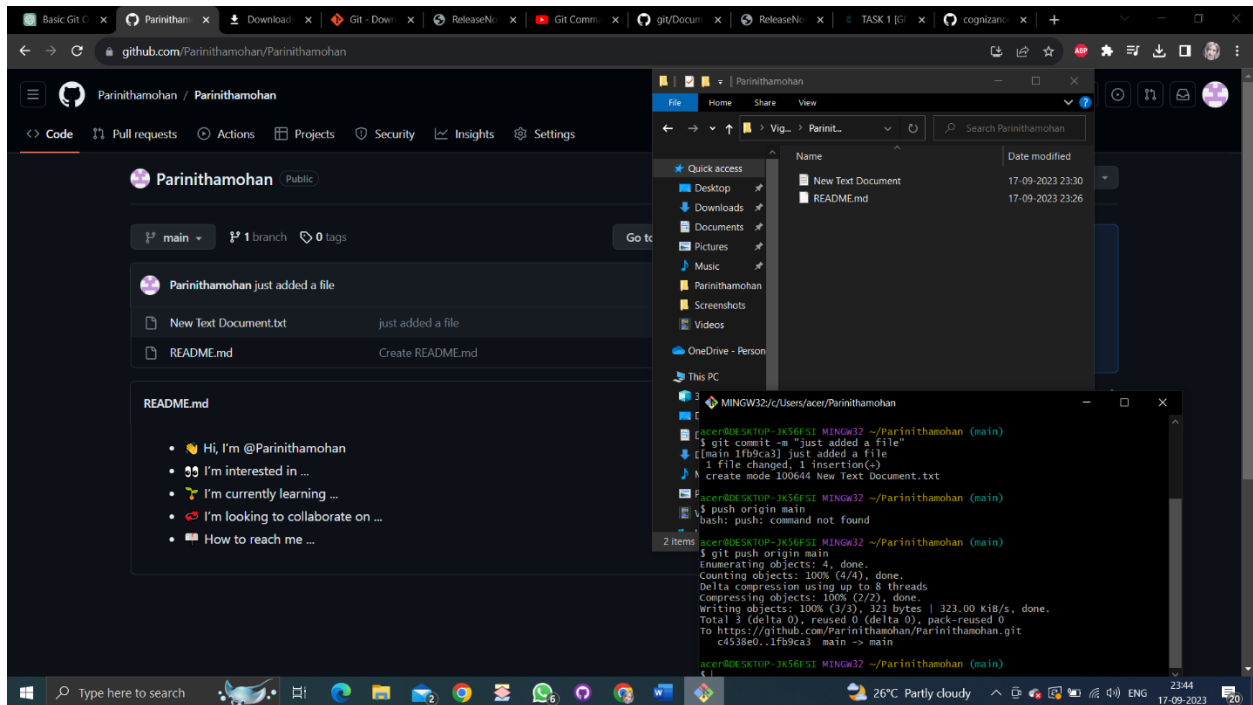 Basic Git O
Parinitham
Download
Git - Down
ReleaseNo
Git Comm
git/Docum
ReleaseNo
TASK 1 [GI
cognizanc
github.com/Parinithamohan/Parinithamohan
ABP
Parinithamohan / Parinithamohan
Code Pull requests Actions Projects Security Insights Settings
Parinithamohan Public
main 1 branch 0 tags Go to
Parinithamohan just added a file
New Text Document.txt just added a file
README.md Create README.md
README.md
👋 Hi, I'm @Parinithamohan
👀 I'm interested in ...
🌱 I'm currently learning ...
💞️ I'm looking to collaborate on ...
📫 How to reach me ...
Parinithamohan
File Home Share View
Vig... > Parinit... Search Parinithamohan
Name Date modified
New Text Document 17-09-2023 23:30
README.md 17-09-2023 23:26
Quick access
Desktop
Downloads
Documents
Pictures
Music
Parinithamohan
Screenshots
Videos
OneDrive - Person
This PC
2 items
MINGW32:/c/Users/acer/Parinithamohan
acer@DESKTOP-JK56FSI MINGW32 ~/Parinithamohan (main)
$ git commit -m "just added a file"
[main 1fb9ca3] just added a file
1 file changed, 1 insertion(+)
create mode 100644 New Text Document.txt
acer@DESKTOP-JK56FSI MINGW32 ~/Parinithamohan (main)
$ push origin main
bash: push: command not found
acer@DESKTOP-JK56FSI MINGW32 ~/Parinithamohan (main)
$ git push origin main
Enumerating objects: 4, done.
Counting objects: 100% (4/4), done.
Delta compression using up to 8 threads
Compressing objects: 100% (2/2), done.
Writing objects: 100% (3/3), 323 bytes | 323.00 KiB/s, done.
Total 3 (delta 0), reused 0 (delta 0), pack-reused 0
To https://github.com/Parinithamohan/Parinithamohan.git
c4538e0..1fb9ca3 main -> main
acer@DESKTOP-JK56FSI MINGW32 ~/Parinithamohan (main)
$
Type here to search
26°C Partly cloudy
ENG
23:44
17-09-2023
20